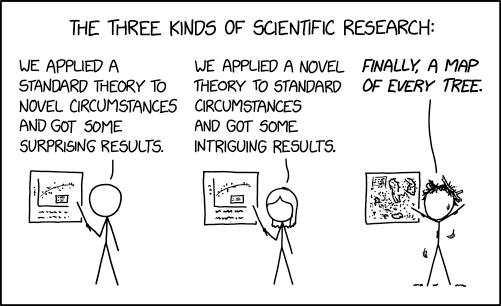 THE THREE KINDS OF SCIENTIFIC RESEARCH:
WE APPLIED A
STANDARD THEORY TO
NOVEL CIRCUMSTANCES
AND GOT SOME
SURPRISING RESULTS.
WE APPLIED A NOVEL
THEORY TO STANDARD
CIRCUMSTANCES
AND GOT SOME
INTRIGUING RESULTS.
FINALLY, A MAP
OF EVERY TREE.